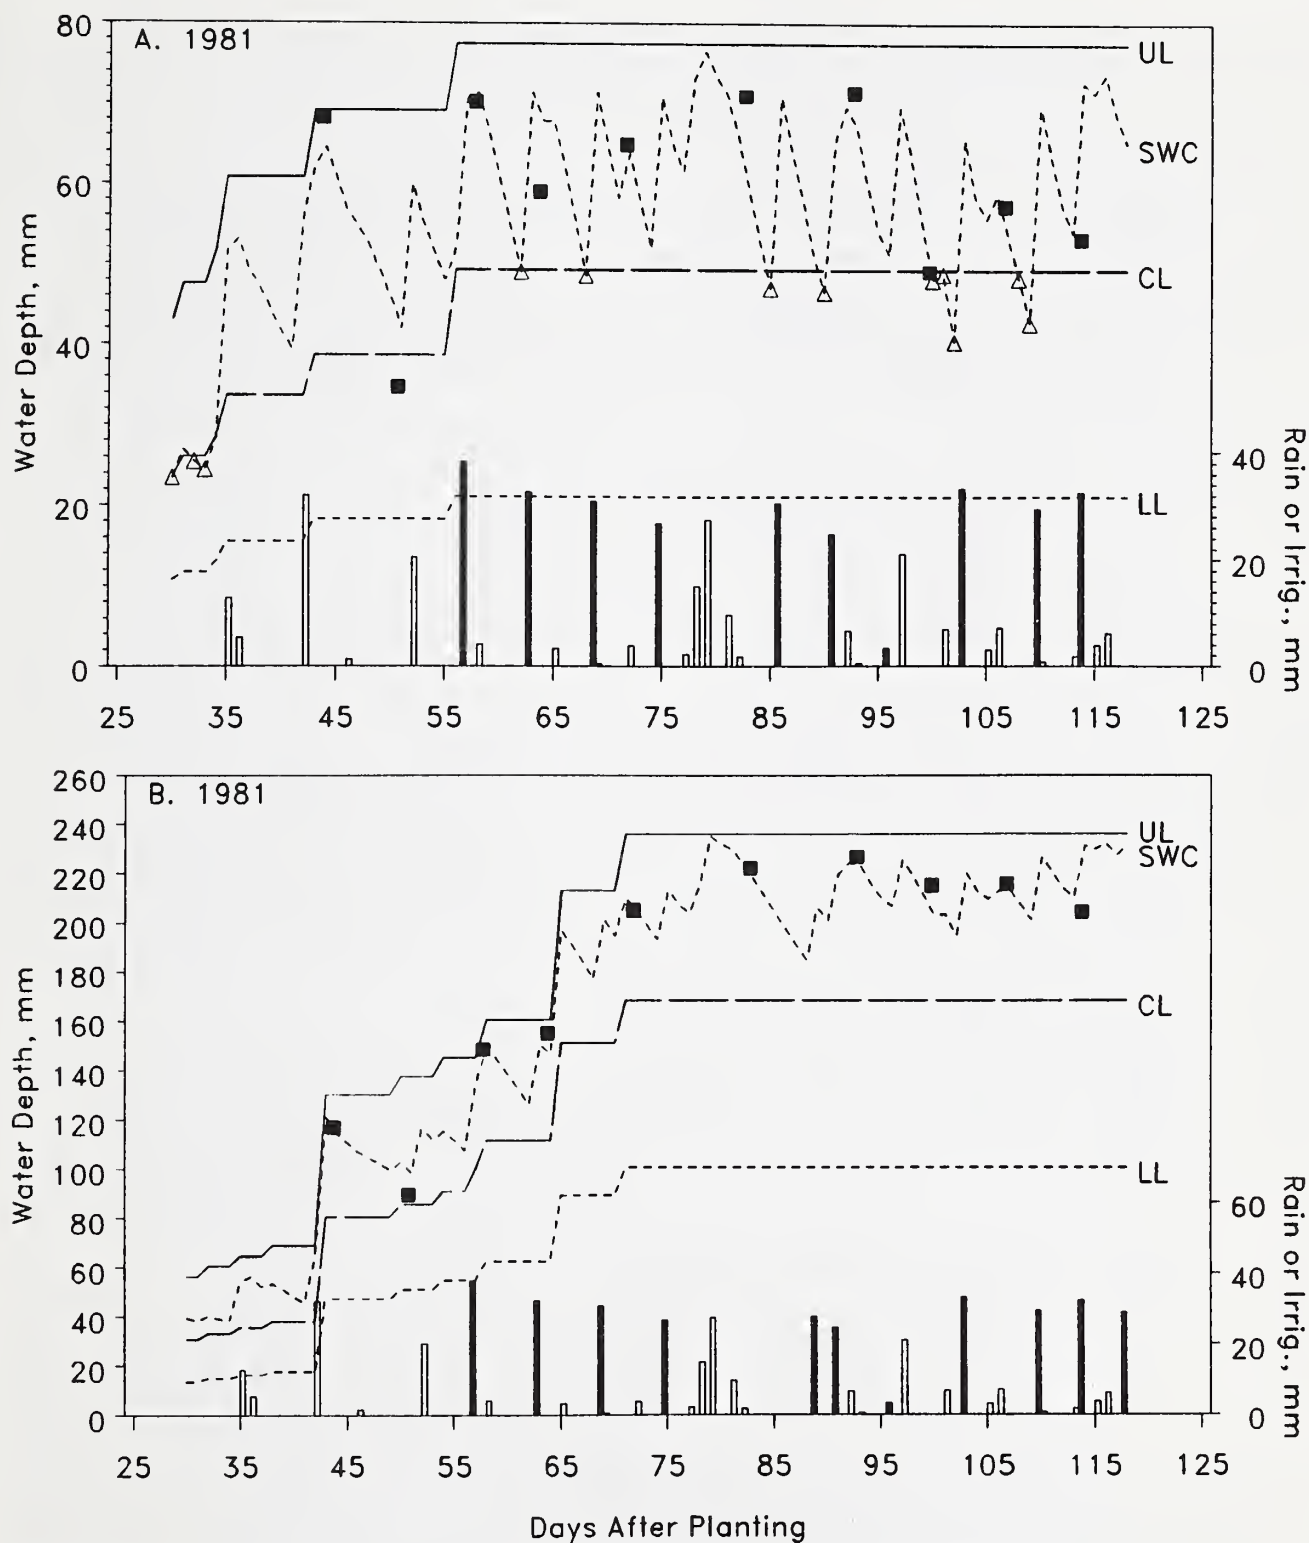 A. 1981
80
60
40
20
0
Water Depth, mm
UL
SWC
CL
LL
40
20
0
Rain or Irrig., mm
25 35 45 55 65 75 85 95 105 115 125
B. 1981
260
240
220
200
180
160
140
120
100
80
60
40
20
0
Water Depth, mm
UL
SWC
CL
LL
60
40
20
0
Rain or Irrig., mm
25 35 45 55 65 75 85 95 105 115 125
Days After Planting